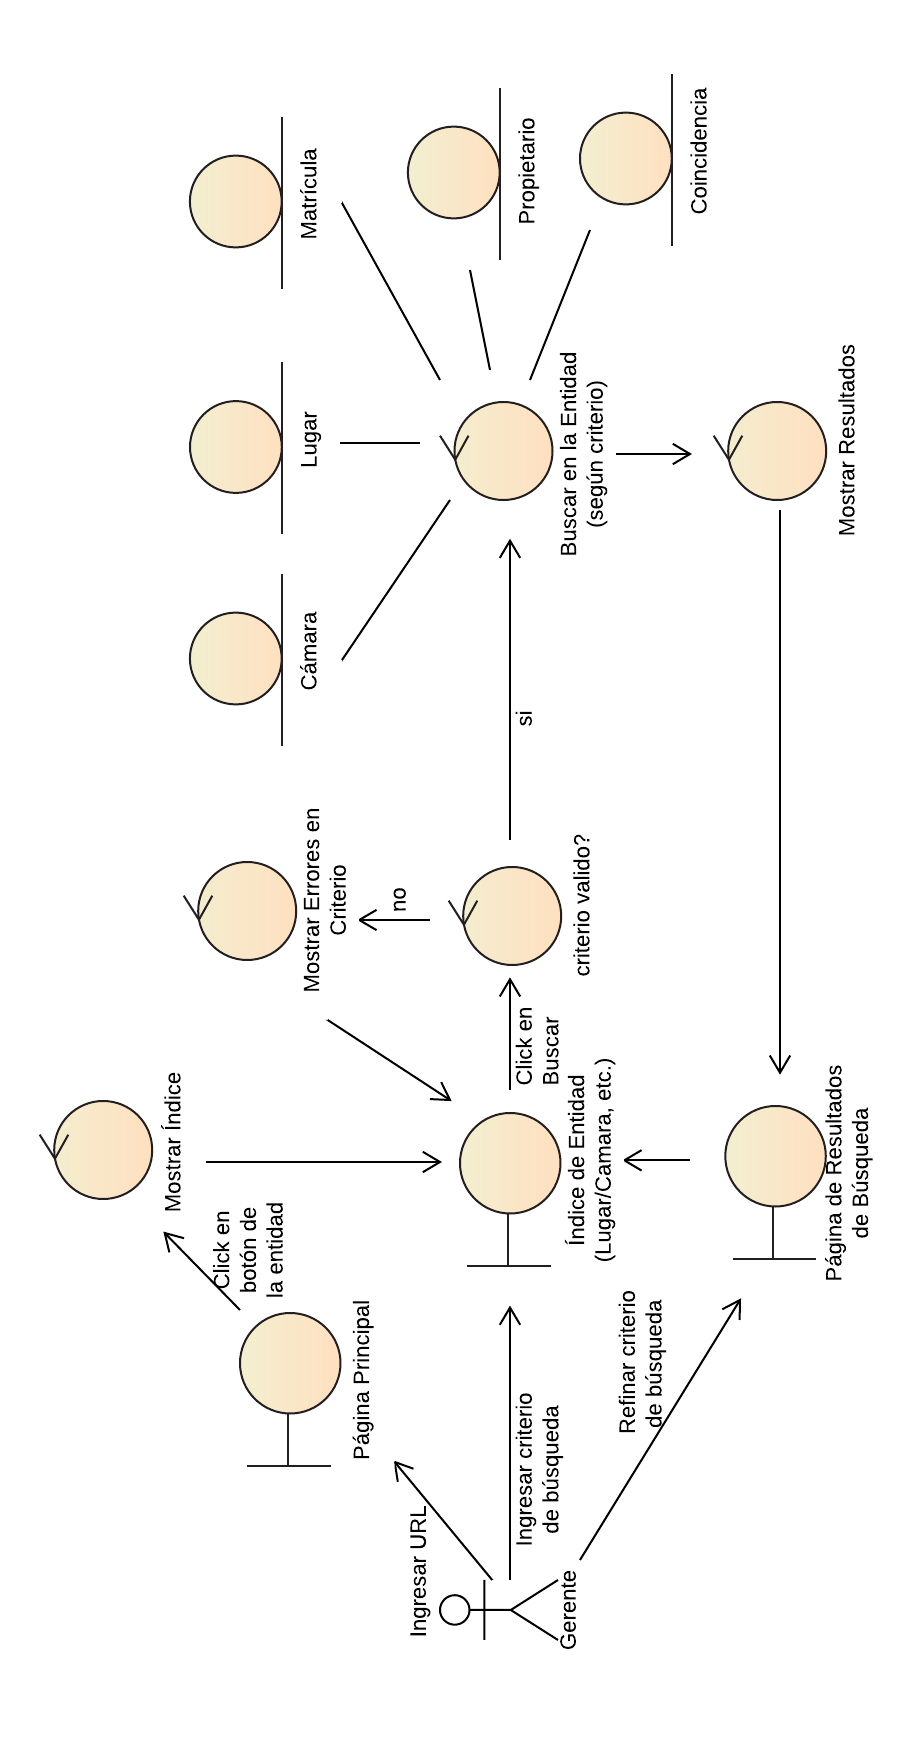 Mostrar Índice
Click en
botón de
la entidad
Página Principal
Mostrar Errores en
Criterio
no
Cámara
Lugar
Matrícula
Ingresar URL
Gerente
Ingresar criterio
de búsqueda
Índice de Entidad
(Lugar/Camara, etc.)
Click en
Buscar
criterio valido?
si
Buscar en la Entidad
(según criterio)
Propietario
Coincidencia
Refinar criterio
de búsqueda
Página de Resultados
de Búsqueda
Mostrar Resultados